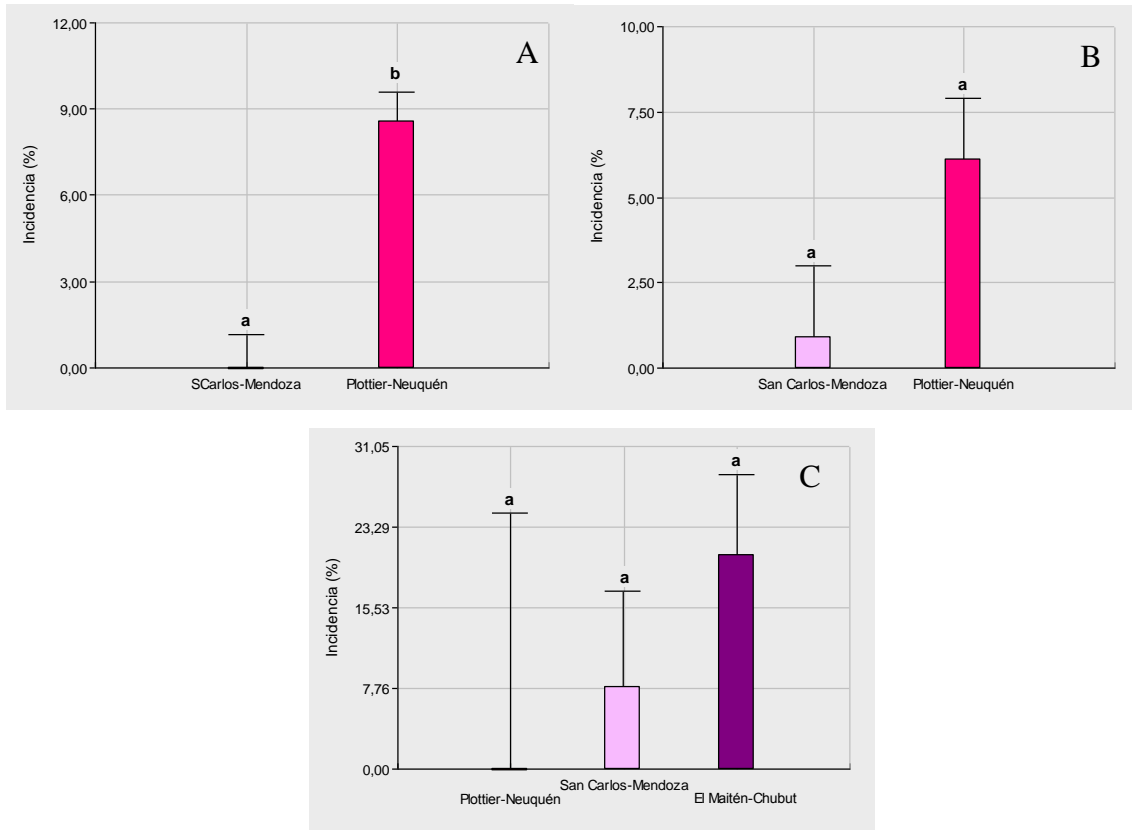 A
12,00
9,00
6,00
3,00
0,00
Incidencia (%)
a
b
SCarlos-Mendoza Plottier-Neuquén
B
10,00
7,50
5,00
2,50
0,00
Incidencia (%
a
a
San Carlos-Mendoza Plottier-Neuquén
C
31,05
23,29
15,53
7,76
0,00
Incidencia (%)
a
a
a
Plottier-Neuquén
San Carlos-Mendoza
El Maitén-Chubut